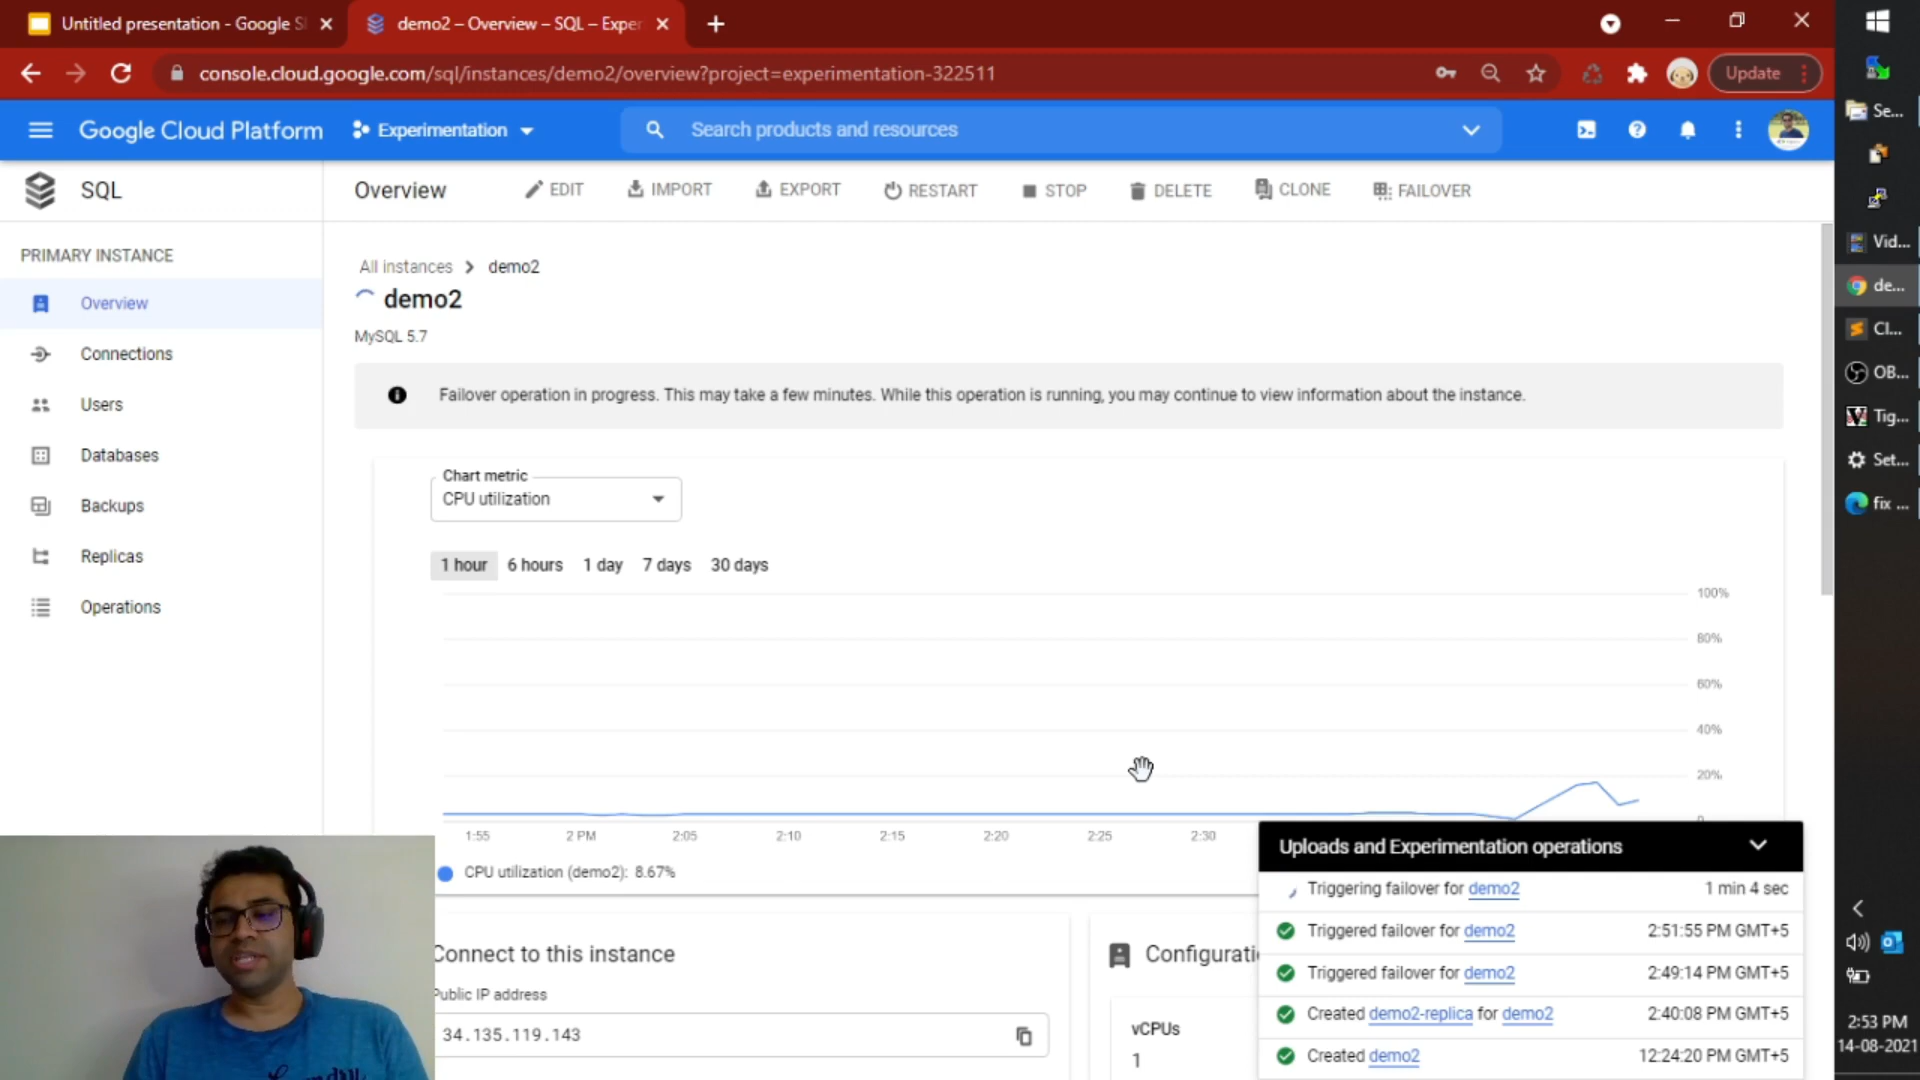 Untitled presentation - Google Sl
demo2 – Overview – SQL – Exper
console.cloud.google.com/sql/instances/demo2/overview?project=experimentation-322511
Update
Google Cloud Platform
Experimentation
Search products and resources
SQL
Overview
EDIT
IMPORT
EXPORT
RESTART
STOP
DELETE
CLONE
FAILOVER
PRIMARY INSTANCE
Overview
Connections
Users
Databases
Backups
Replicas
Operations
All instances
demo2
demo2
MySQL 5.7
Failover operation in progress. This may take a few minutes. While this operation is running, you may continue to view information about the instance.
Chart metric
CPU utilization
1 hour 6 hours 1 day 7 days 30 days
100%
80%
60%
40%
20%
0
1:55 2 PM 2:05 2:10 2:15 2:20 2:25 2:30
CPU utilization (demo2): 8.67%
Connect to this instance
Public IP address
34.135.119.143
Configurati
vCPUs
1
Uploads and Experimentation operations
Triggering failover for demo2 1 min 4 sec
Triggered failover for demo2 2:51:55 PM GMT+5
Triggered failover for demo2 2:49:14 PM GMT+5
Created demo2-replica for demo2 2:40:08 PM GMT+5
Created demo2 12:24:20 PM GMT+5
Se...
Vid...
de...
Cl...
OB...
Tig...
Set...
fix ...
2:53 PM
14-08-2021